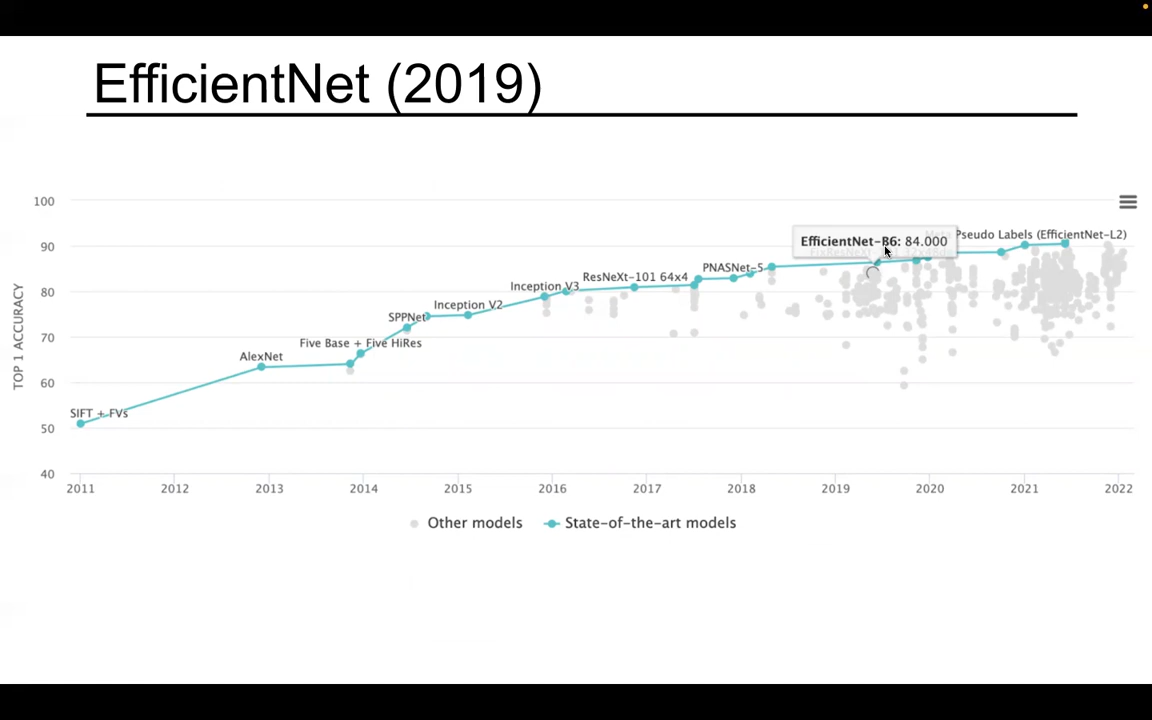 EfficientNet (2019)
100
90
80
70
60
50
40
TOP 1 ACCURACY
SIFT + FVs
AlexNet
Five Base + Five HiRes
SPPNet
Inception V2
Inception V3
ResNeXt-101 64x4
PNASNet-5
EfficientNet-B6: 84.000
Pseudo Labels (EfficientNet-L2)
2011 2012 2013 2014 2015 2016 2017 2018 2019 2020 2021 2022
Other models State-of-the-art models